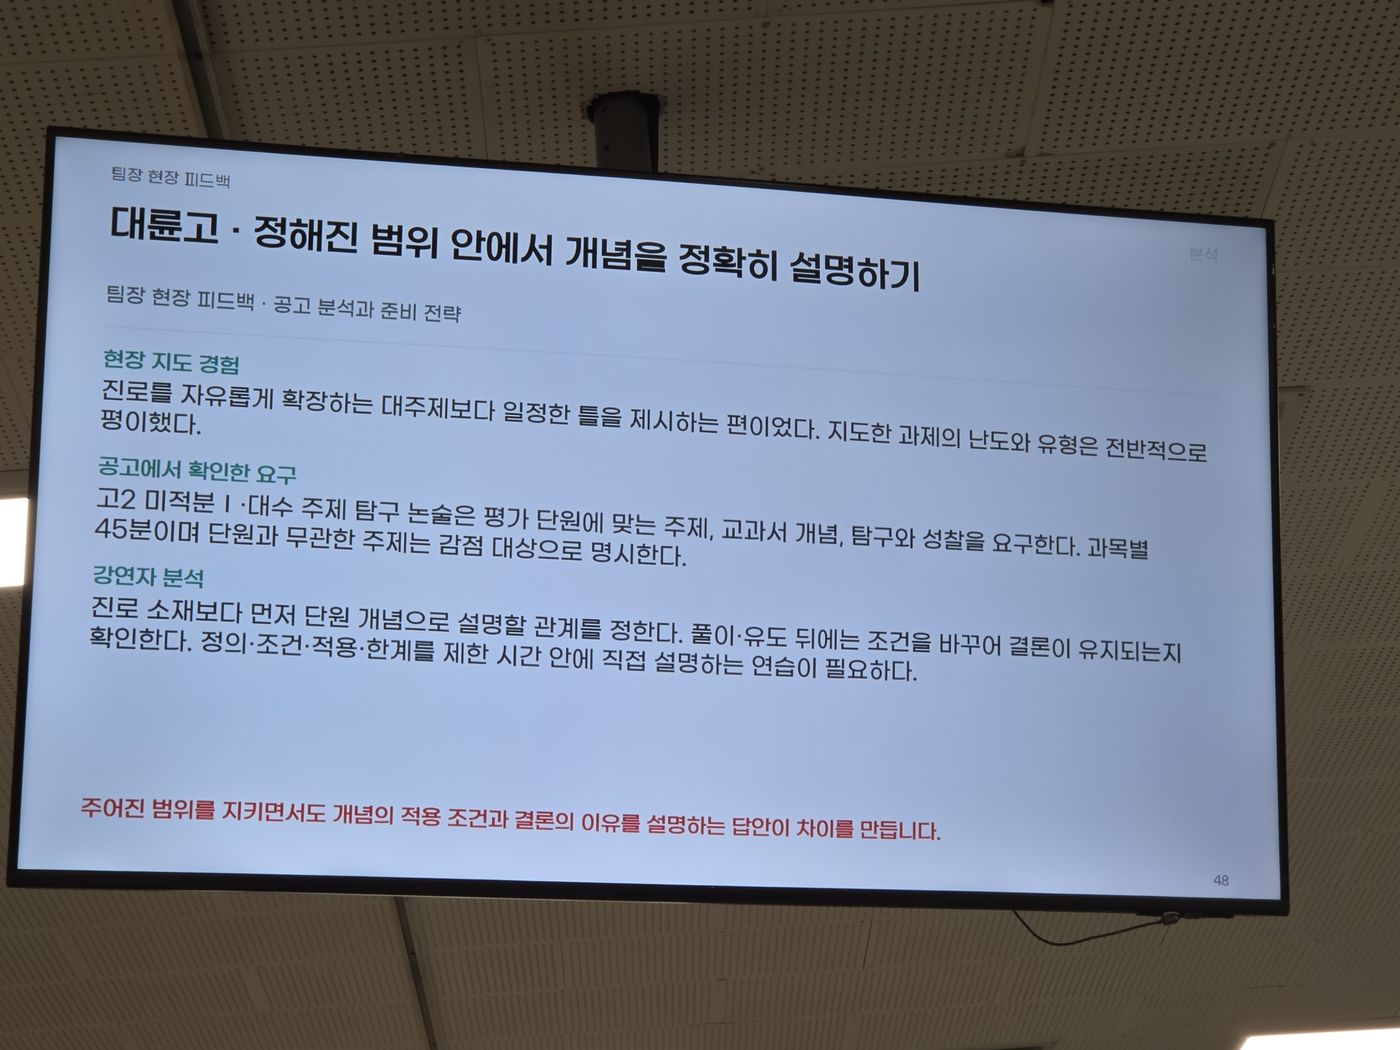 팀장 현장 피드백
분석
대륜고 · 정해진 범위 안에서 개념을 정확히 설명하기
팀장 현장 피드백 · 공고 분석과 준비 전략
현장 지도 경험
진로를 자유롭게 확장하는 대주제보다 일정한 틀을 제시하는 편이었다. 지도한 과제의 난도와 유형은 전반적으로
평이했다.
공고에서 확인한 요구
고2 미적분Ⅰ·대수 주제 탐구 논술은 평가 단원에 맞는 주제, 교과서 개념, 탐구와 성찰을 요구한다. 과목별
45분이며 단원과 무관한 주제는 감점 대상으로 명시한다.
강연자 분석
진로 소재보다 먼저 단원 개념으로 설명할 관계를 정한다. 풀이·유도 뒤에는 조건을 바꾸어 결론이 유지되는지
확인한다. 정의·조건·적용·한계를 제한 시간 안에 직접 설명하는 연습이 필요하다.
주어진 범위를 지키면서도 개념의 적용 조건과 결론의 이유를 설명하는 답안이 차이를 만듭니다.
48